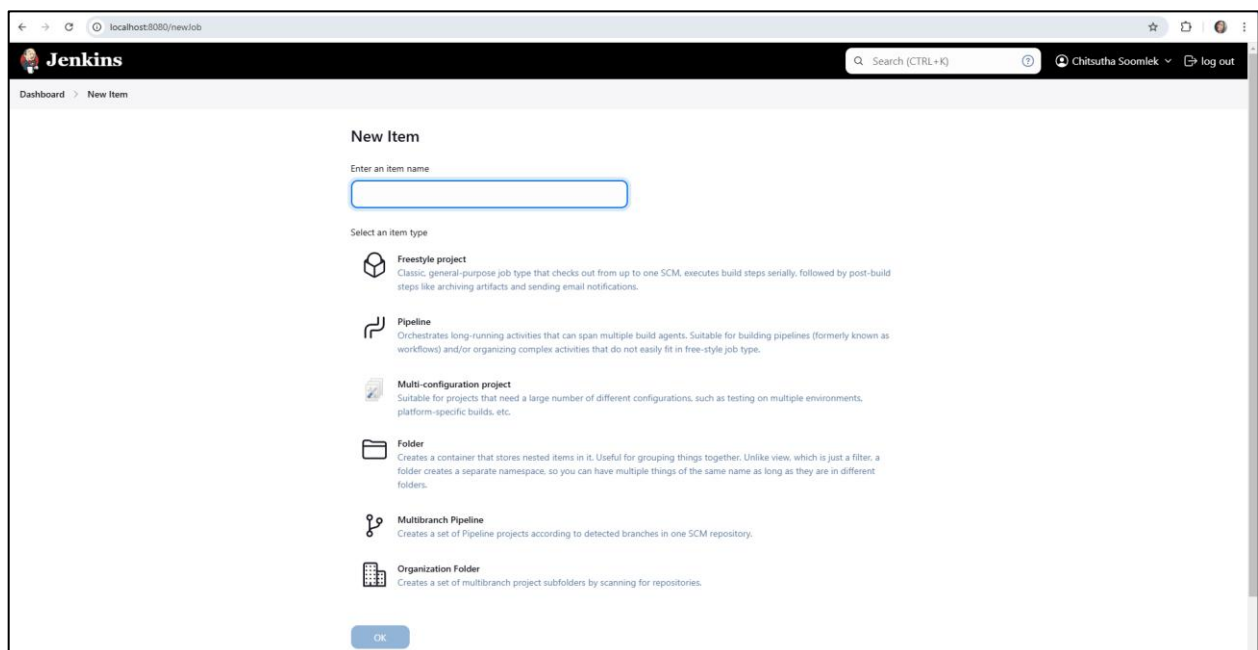 localhost:8080/newJob
Jenkins
Search (CTRL+K)
Chitsutha Soomlek
log out
Dashboard > New Item
New Item
Enter an item name
Select an item type
Freestyle project
Classic, general-purpose job type that checks out from up to one SCM, executes build steps serially, followed by post-build
steps like archiving artifacts and sending email notifications.
Pipeline
Orchestrates long-running activities that can span multiple build agents. Suitable for building pipelines (formerly known as
workflows) and/or organizing complex activities that do not easily fit in free-style job type.
Multi-configuration project
Suitable for projects that need a large number of different configurations, such as testing on multiple environments,
platform-specific builds, etc.
Folder
Creates a container that stores nested items in it. Useful for grouping things together. Unlike view, which is just a filter, a
folder creates a separate namespace, so you can have multiple things of the same name as long as they are in different
folders.
Multibranch Pipeline
Creates a set of Pipeline projects according to detected branches in one SCM repository.
Organization Folder
Creates a set of multibranch project subfolders by scanning for repositories.
OK